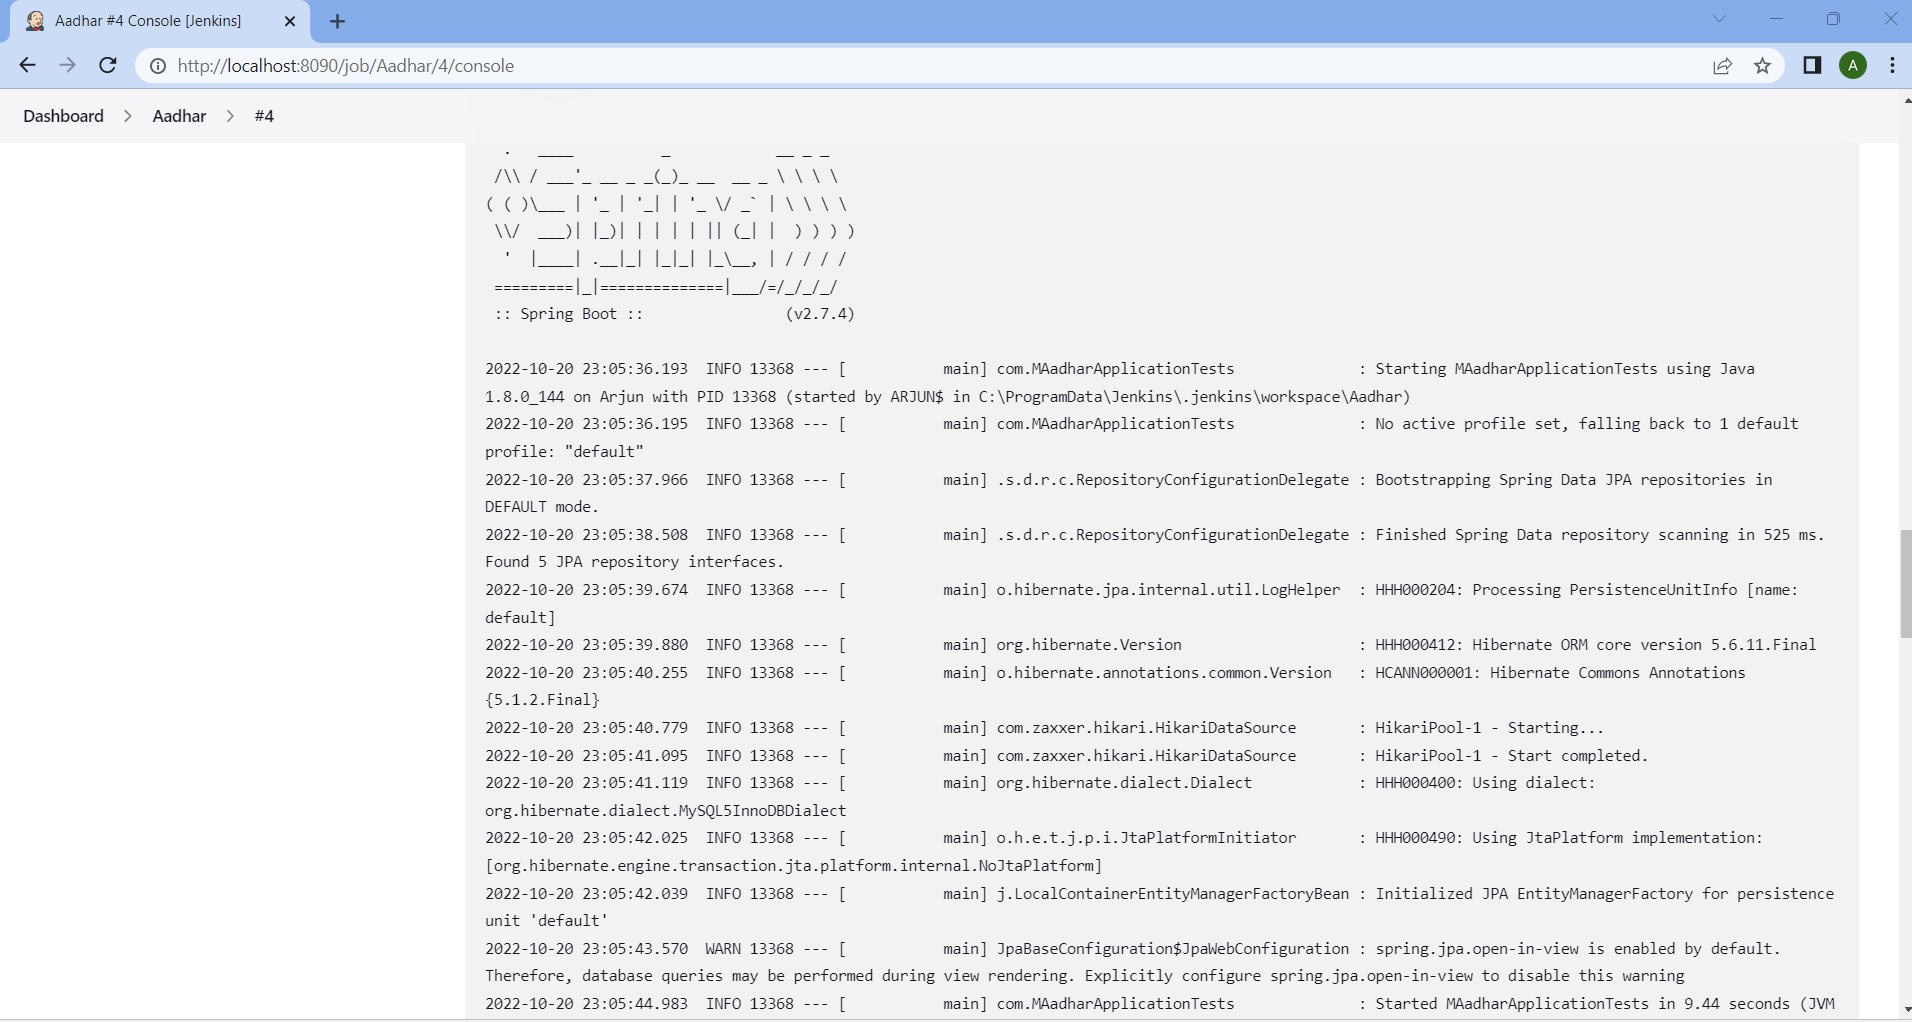 Aadhar #4 Console [Jenkins]
http://localhost:8090/job/Aadhar/4/console
A
Dashboard > Aadhar > #4
  .   ____          _            __ _ _
 /\\ / ___'_ __ _ _(_)_ __  __ _ \ \ \ \
( ( )\___ | '_ | '_| | '_ \/ _` | \ \ \ \
 \\/  ___)| |_)| | | | | || (_| |  ) ) ) )
  '  |____| .__|_| |_|_| |_\__, | / / / /
 =========|_|==============|___/=/_/_/_/
 :: Spring Boot ::                (v2.7.4)
2022-10-20 23:05:36.193  INFO 13368 --- [           main] com.MAadharApplicationTests              : Starting MAadharApplicationTests using Java
1.8.0_144 on Arjun with PID 13368 (started by ARJUN$ in C:\ProgramData\Jenkins\.jenkins\workspace\Aadhar)
2022-10-20 23:05:36.195  INFO 13368 --- [           main] com.MAadharApplicationTests              : No active profile set, falling back to 1 default
profile: "default"
2022-10-20 23:05:37.966  INFO 13368 --- [           main] .s.d.r.c.RepositoryConfigurationDelegate : Bootstrapping Spring Data JPA repositories in
DEFAULT mode.
2022-10-20 23:05:38.508  INFO 13368 --- [           main] .s.d.r.c.RepositoryConfigurationDelegate : Finished Spring Data repository scanning in 525 ms.
Found 5 JPA repository interfaces.
2022-10-20 23:05:39.674  INFO 13368 --- [           main] o.hibernate.jpa.internal.util.LogHelper  : HHH000204: Processing PersistenceUnitInfo [name:
default]
2022-10-20 23:05:39.880  INFO 13368 --- [           main] org.hibernate.Version                    : HHH000412: Hibernate ORM core version 5.6.11.Final
2022-10-20 23:05:40.255  INFO 13368 --- [           main] o.hibernate.annotations.common.Version   : HCANN000001: Hibernate Commons Annotations
{5.1.2.Final}
2022-10-20 23:05:40.779  INFO 13368 --- [           main] com.zaxxer.hikari.HikariDataSource       : HikariPool-1 - Starting...
2022-10-20 23:05:41.095  INFO 13368 --- [           main] com.zaxxer.hikari.HikariDataSource       : HikariPool-1 - Start completed.
2022-10-20 23:05:41.119  INFO 13368 --- [           main] org.hibernate.dialect.Dialect            : HHH000400: Using dialect:
org.hibernate.dialect.MySQL5InnoDBDialect
2022-10-20 23:05:42.025  INFO 13368 --- [           main] o.h.e.t.j.p.i.JtaPlatformInitiator       : HHH000490: Using JtaPlatform implementation:
[org.hibernate.engine.transaction.jta.platform.internal.NoJtaPlatform]
2022-10-20 23:05:42.039  INFO 13368 --- [           main] j.LocalContainerEntityManagerFactoryBean : Initialized JPA EntityManagerFactory for persistence
unit 'default'
2022-10-20 23:05:43.570  WARN 13368 --- [           main] JpaBaseConfiguration$JpaWebConfiguration : spring.jpa.open-in-view is enabled by default.
Therefore, database queries may be performed during view rendering. Explicitly configure spring.jpa.open-in-view to disable this warning
2022-10-20 23:05:44.983  INFO 13368 --- [           main] com.MAadharApplicationTests              : Started MAadharApplicationTests in 9.44 seconds (JVM